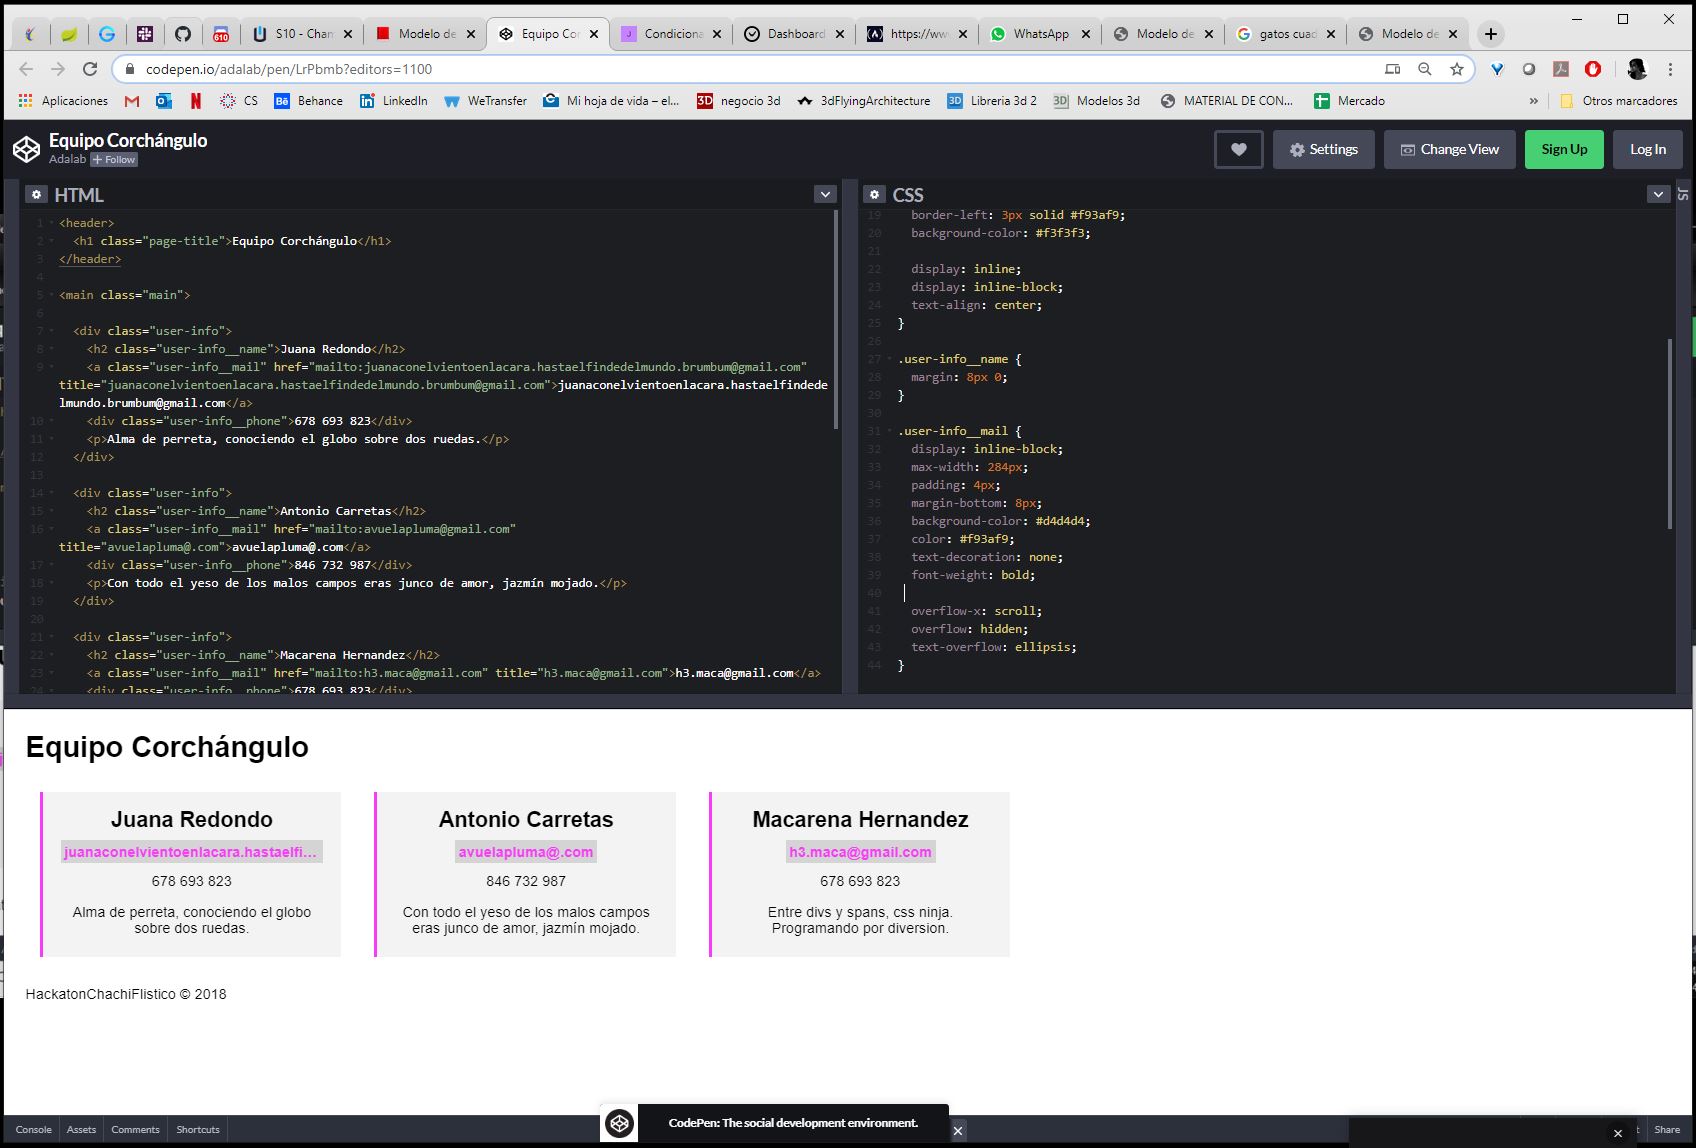 S10 - Chan
Modelo de
Equipo Cor
Condiciona
Dashboard
https://ww
WhatsApp
Modelo de
gatos cuad
Modelo de
codepen.io/adalab/pen/LrPbmb?editors=1100
Aplicaciones
CS
Behance
LinkedIn
WeTransfer
Mi hoja de vida – el...
negocio 3d
3dFlyingArchitecture
Libreria 3d 2
Modelos 3d
MATERIAL DE CON...
Mercado
»
Otros marcadores
Equipo Corchángulo
Adalab + Follow
Settings
Change View
Sign Up
Log In
HTML
1 <header>
2 <h1 class="page-title">Equipo Corchángulo</h1>
3 </header>
4
5 <main class="main">
6
7 <div class="user-info">
8 <h2 class="user-info__name">Juana Redondo</h2>
9 <a class="user-info__mail" href="mailto:juanaconelvientoenlacara.hastaelfindedelmundo.brumbum@gmail.com"
title="juanaconelvientoenlacara.hastaelfindedelmundo.brumbum@gmail.com">juanaconelvientoenlacara.hastaelfindede
lmundo.brumbum@gmail.com</a>
10 <div class="user-info__phone">678 693 823</div>
11 <p>Alma de perreta, conociendo el globo sobre dos ruedas.</p>
12 </div>
13
14 <div class="user-info">
15 <h2 class="user-info__name">Antonio Carretas</h2>
16 <a class="user-info__mail" href="mailto:avuelapluma@gmail.com"
title="avuelapluma@.com">avuelapluma@.com</a>
17 <div class="user-info__phone">846 732 987</div>
18 <p>Con todo el yeso de los malos campos eras junco de amor, jazmín mojado.</p>
19 </div>
20
21 <div class="user-info">
22 <h2 class="user-info__name">Macarena Hernandez</h2>
23 <a class="user-info__mail" href="mailto:h3.maca@gmail.com" title="h3.maca@gmail.com">h3.maca@gmail.com</a>
24 <div class="user-info__phone">678 693 823</div>
CSS
JS
19 border-left: 3px solid #f93af9;
20 background-color: #f3f3f3;
21
22 display: inline;
23 display: inline-block;
24 text-align: center;
25 }
26
27 .user-info__name {
28 margin: 8px 0;
29 }
30
31 .user-info__mail {
32 display: inline-block;
33 max-width: 284px;
34 padding: 4px;
35 margin-bottom: 8px;
36 background-color: #d4d4d4;
37 color: #f93af9;
38 text-decoration: none;
39 font-weight: bold;
40
41 overflow-x: scroll;
42 overflow: hidden;
43 text-overflow: ellipsis;
44 }
Equipo Corchángulo
Juana Redondo
juanaconelvientoenlacara.hastaelfi...
678 693 823
Alma de perreta, conociendo el globo
sobre dos ruedas.
Antonio Carretas
avuelapluma@.com
846 732 987
Con todo el yeso de los malos campos
eras junco de amor, jazmín mojado.
Macarena Hernandez
h3.maca@gmail.com
678 693 823
Entre divs y spans, css ninja.
Programando por diversion.
HackatonChachiFlistico © 2018
Console
Assets
Comments
Shortcuts
CodePen: The social development environment.
Share